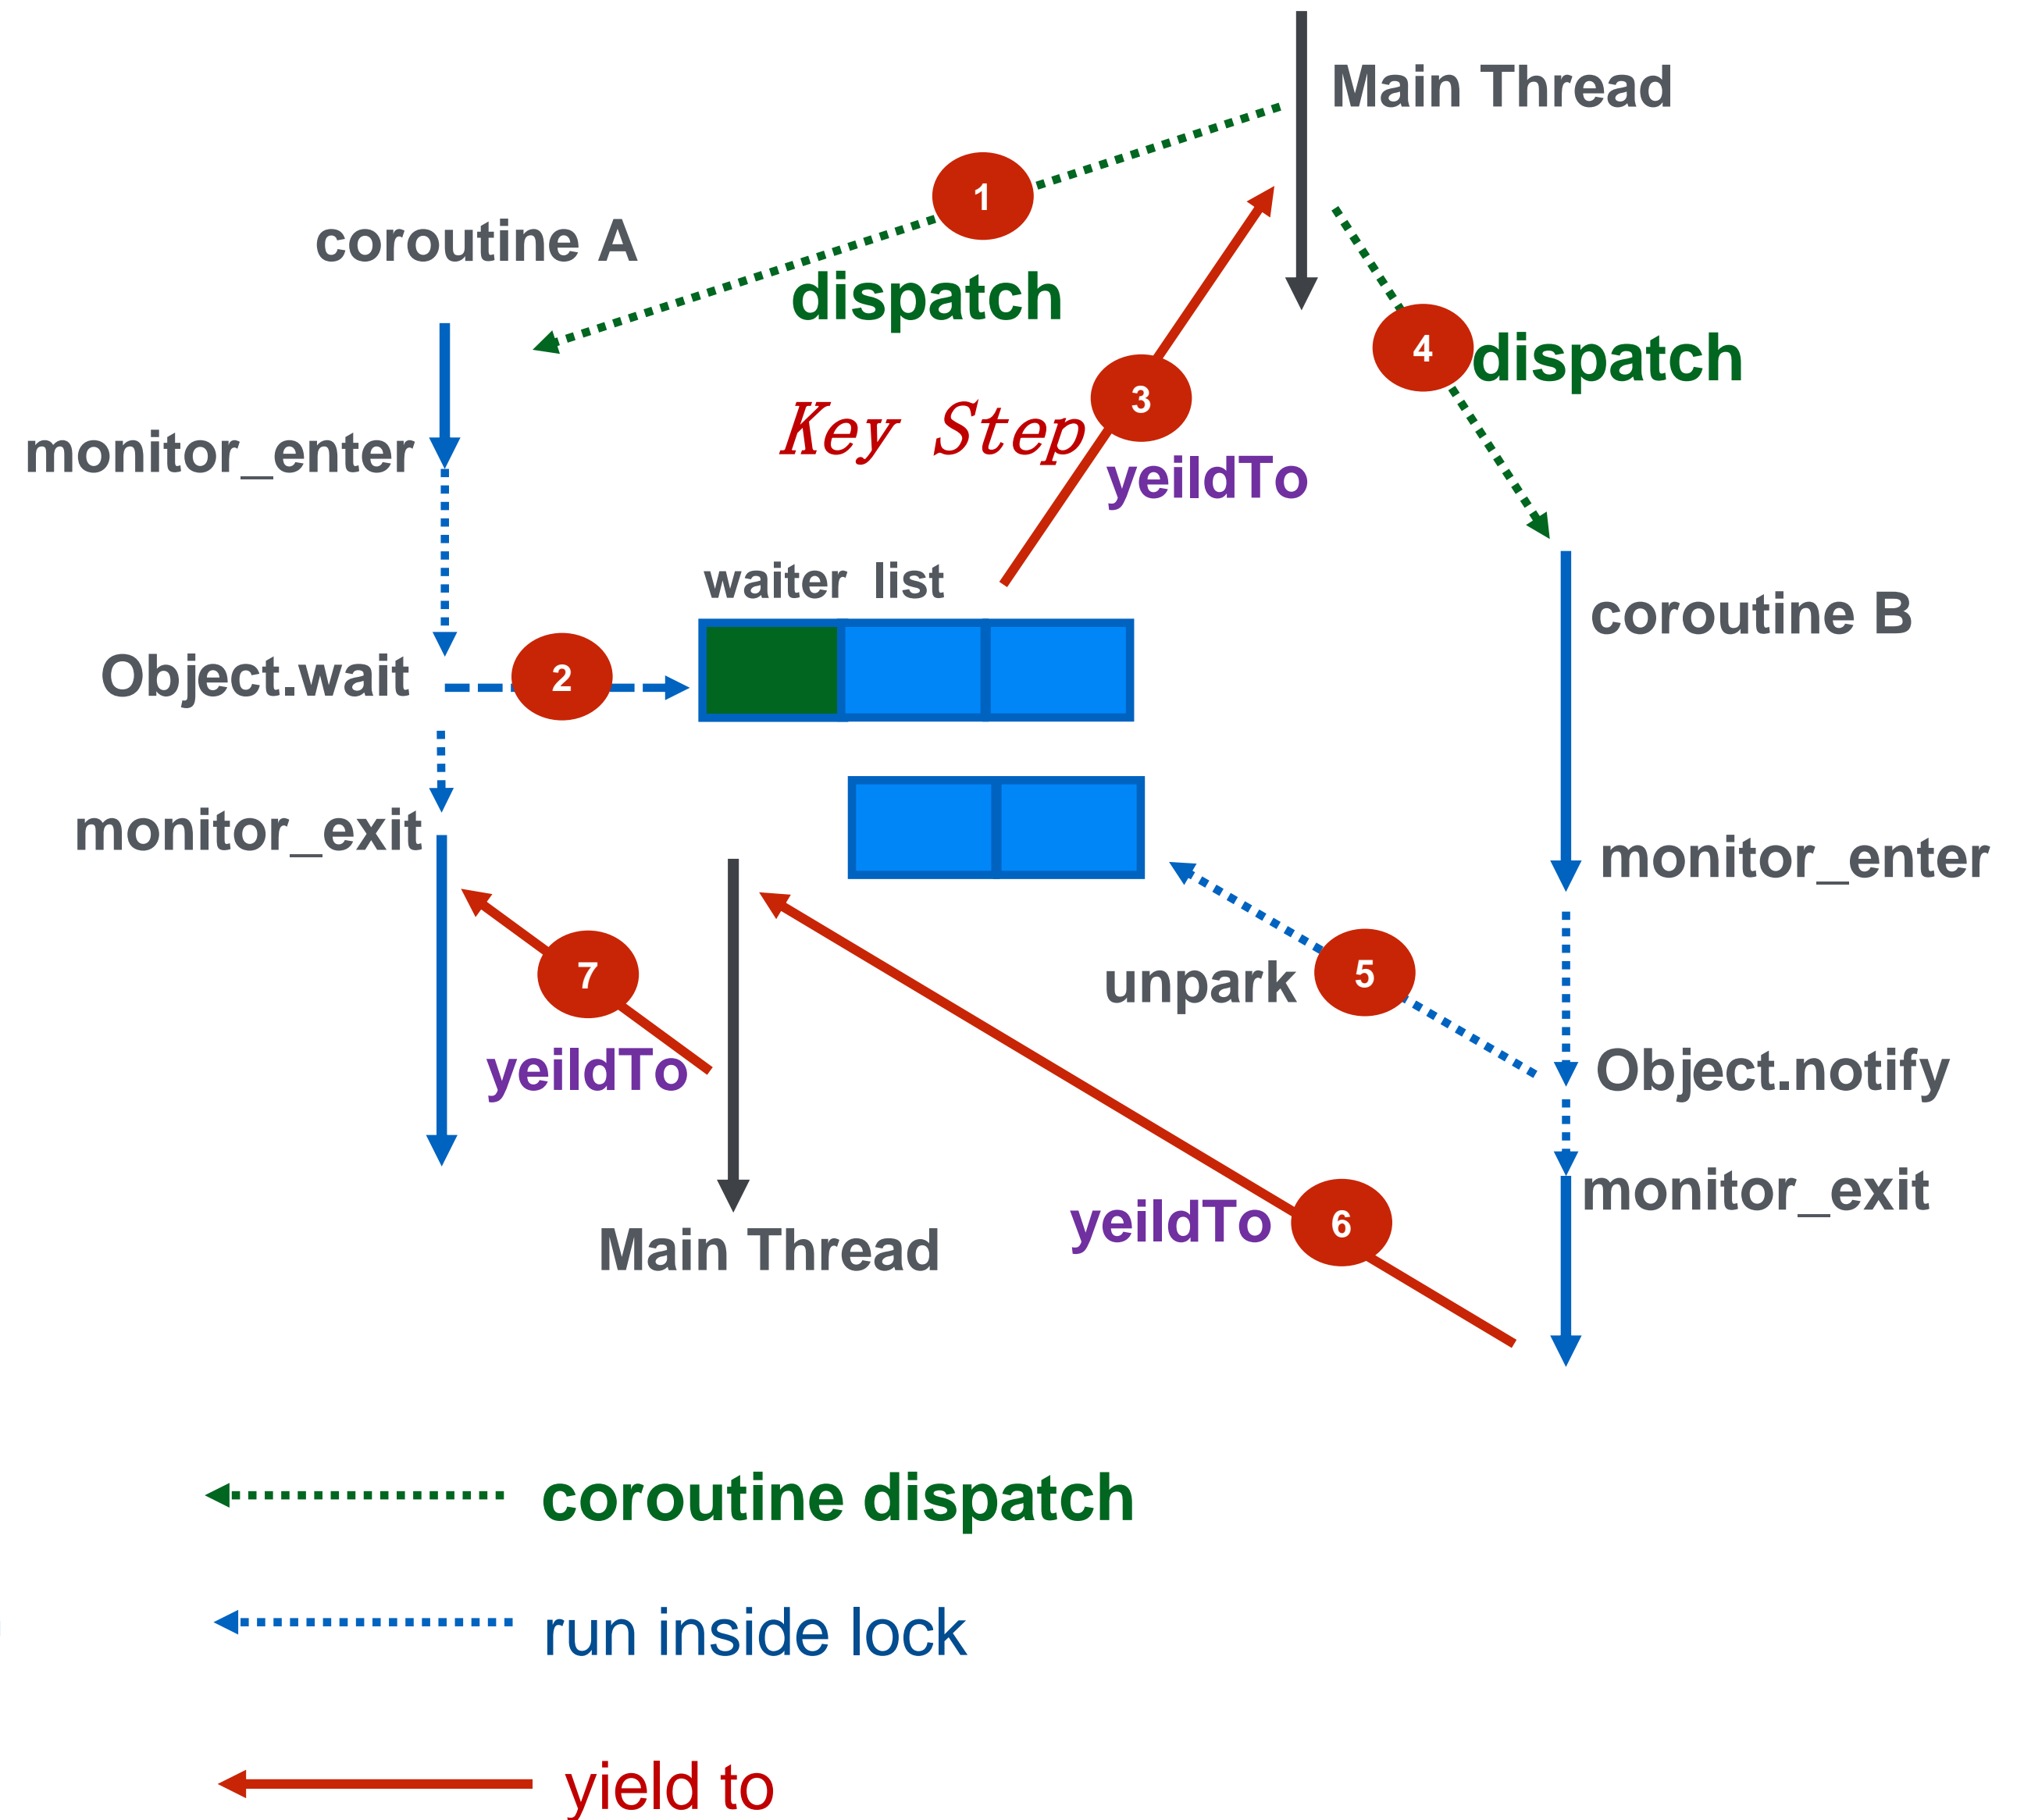 Main Thread
1
coroutine A
dispatch
4
dispatch
3
Key Step
monitor_enter
yeildTo
waiter list
coroutine B
Object.wait
2
monitor_exit
monitor_enter
7
unpark
5
yeildTo
Object.notify
monitor_exit
yeildTo
6
Main Thread
coroutine dispatch
run inside lock
yield to